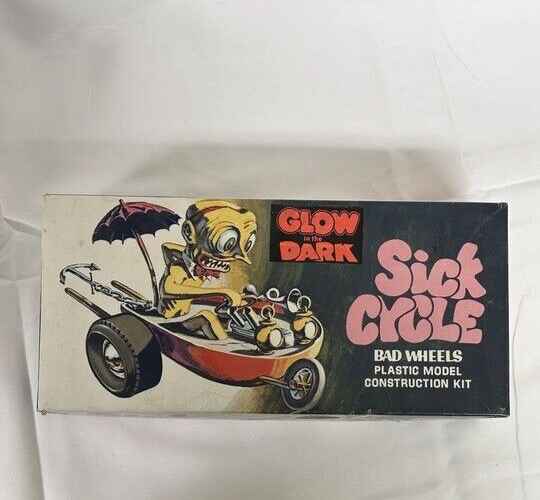 GLOW
in the
DARK
Sick
CYCLE
BAD WHEELS
PLASTIC MODEL
CONSTRUCTION KIT